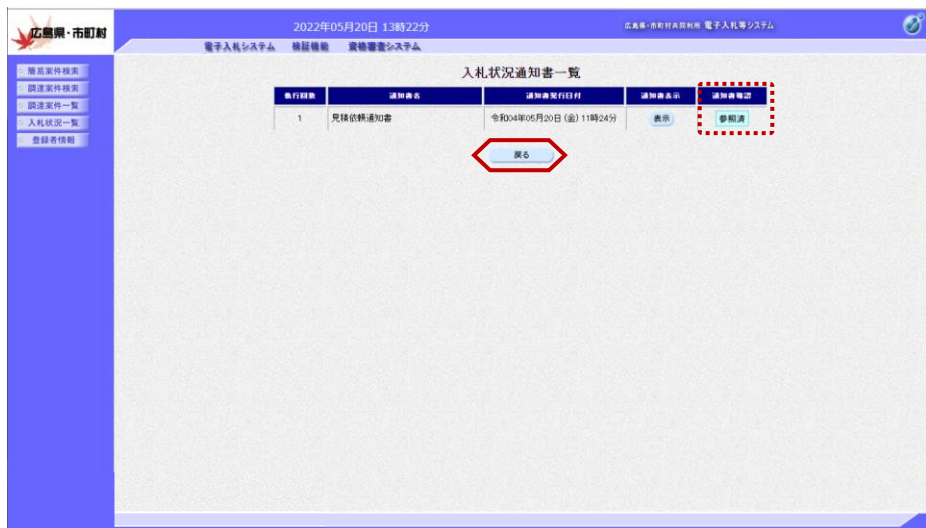 広島県・市町村
2022年05月20日 13時22分
広島県・市町村共同利用 電子入札等システム
電子入札システム 検証機能 資格審査システム
簡易案件検索
調達案件検索
調達案件一覧
入札状況一覧
登録者情報
入札状況通知書一覧
執行回数 通知書名 通知書発行日付 通知書表示 通知書確認
1 見積依頼通知書 令和04年05月20日 (金) 11時24分 表示 参照済
戻る